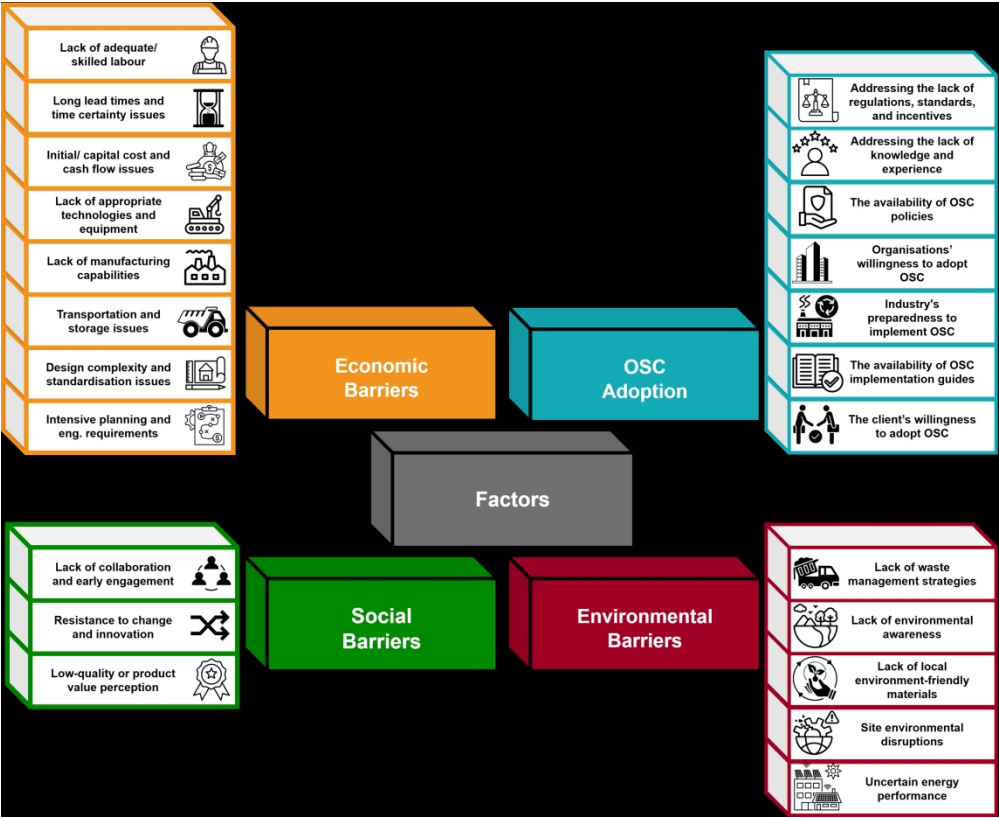 Lack of adequate/
skilled labour
Long lead times and
time certainty issues
Initial/ capital cost and
cash flow issues
Lack of appropriate
technologies and
equipment
Lack of manufacturing
capabilities
Transportation and
storage issues
Design complexity and
standardisation issues
Intensive planning and
eng. requirements
Economic
Barriers
OSC
Adoption
Addressing the lack of
regulations, standards,
and incentives
Addressing the lack of
knowledge and
experience
The availability of OSC
policies
Organisations'
willingness to adopt
OSC
Industry's
preparedness to
implement OSC
The availability of OSC
implementation guides
The client's willingness
to adopt OSC
Factors
Lack of collaboration
and early engagement
Resistance to change
and innovation
Low-quality or product
value perception
Social
Barriers
Environmental
Barriers
Lack of waste
management strategies
Lack of environmental
awareness
Lack of local
environment-friendly
materials
Site environmental
disruptions
Uncertain energy
performance